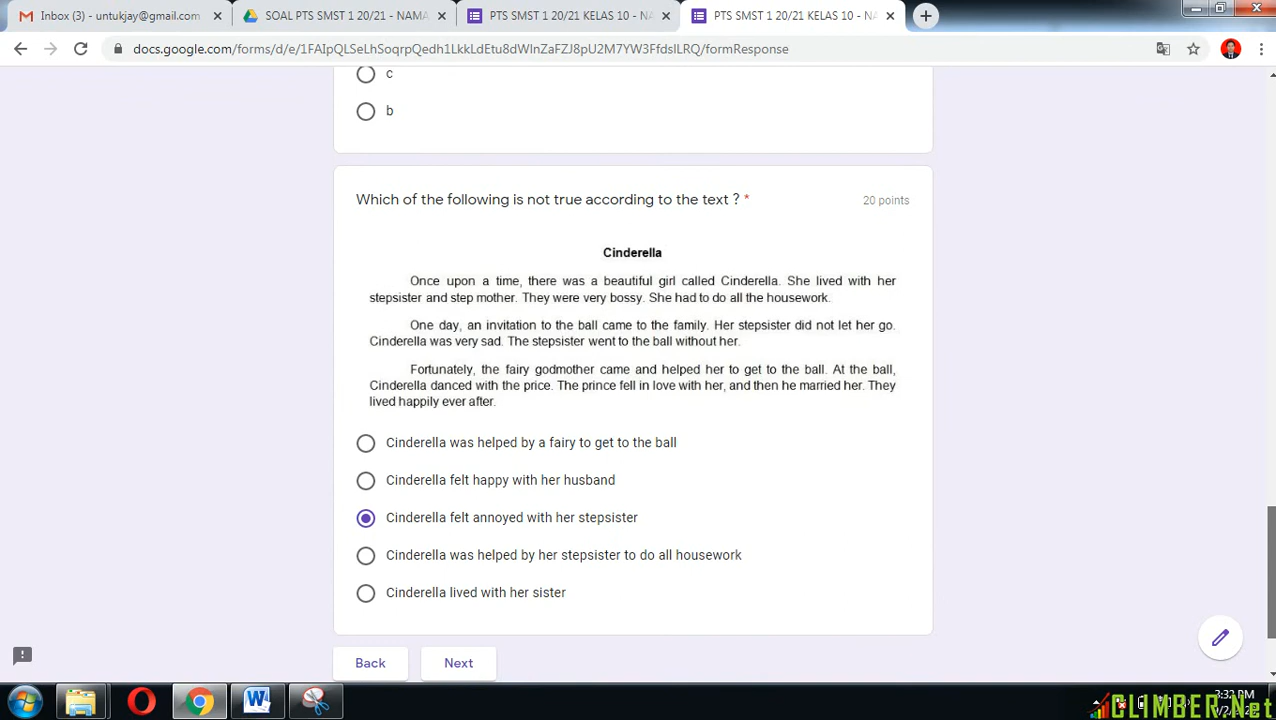 Inbox (3) - untukjay@gmail.com
SOAL PTS SMST 1 20/21 - NAMA
PTS SMST 1 20/21 KELAS 10 - NA
PTS SMST 1 20/21 KELAS 10 - NA
docs.google.com/forms/d/e/1FAIpQLSeLhSoqrpQedh1LkkLdEtu8dWlnZaFZJ8pU2M7YW3FfdslLRQ/formResponse
c
b
Which of the following is not true according to the text ? *
20 points
Cinderella
Once upon a time, there was a beautiful girl called Cinderella. She lived with her
stepsister and step mother. They were very bossy. She had to do all the housework.
One day, an invitation to the ball came to the family. Her stepsister did not let her go.
Cinderella was very sad. The stepsister went to the ball without her.
Fortunately, the fairy godmother came and helped her to get to the ball. At the ball,
Cinderella danced with the price. The prince fell in love with her, and then he married her. They
lived happily ever after.
Cinderella was helped by a fairy to get to the ball
Cinderella felt happy with her husband
Cinderella felt annoyed with her stepsister
Cinderella was helped by her stepsister to do all housework
Cinderella lived with her sister
Back
Next
3:32 PM
CLIMBER.Net